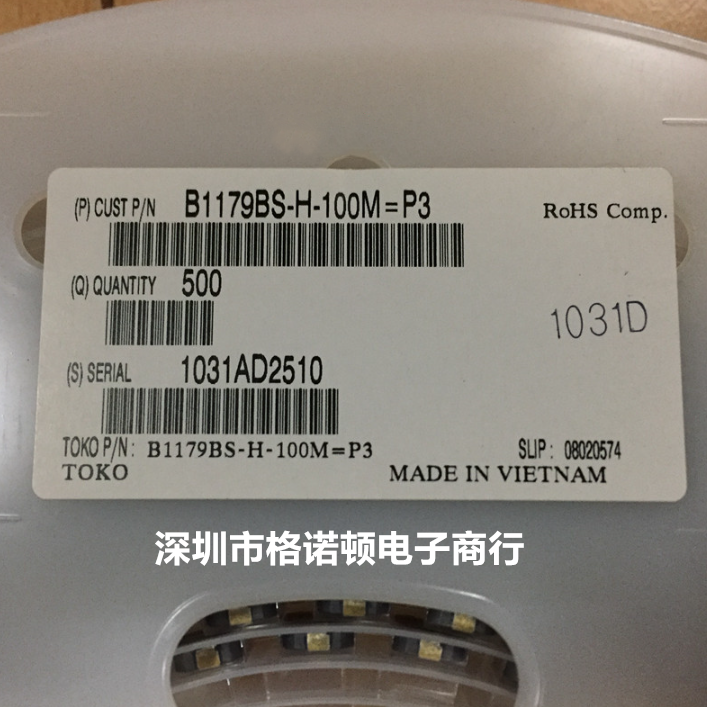 (P) CUST P/N B1179BS-H-100M=P3 RoHS Comp.
(Q) QUANTITY 500
1031D
(S) SERIAL 1031AD2510
TOKO P/N: B1179BS-H-100M=P3 SLIP: 08020574
TOKO MADE IN VIETNAM
深圳市格诺顿电子商行